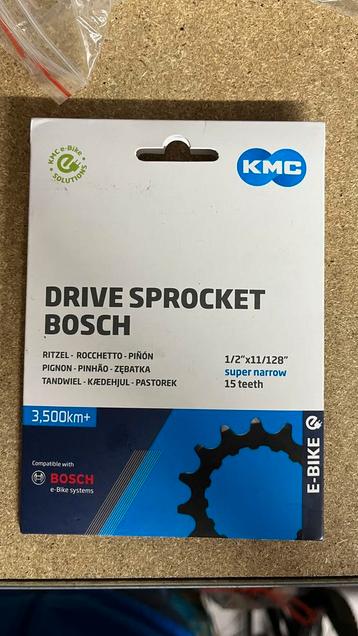 KMC e-Bike
SOLUTIONS
KMC
DRIVE SPROCKET
BOSCH
RITZEL - ROCCHETTO - PIÑÓN
PIGNON - PINHÃO - ZĘBATKA
TANDWIEL - KÆDEHJUL - PASTOREK
1/2"x11/128"
super narrow
15 teeth
3,500km+
Compatible with
BOSCH
e-Bike systems
E-BIKE